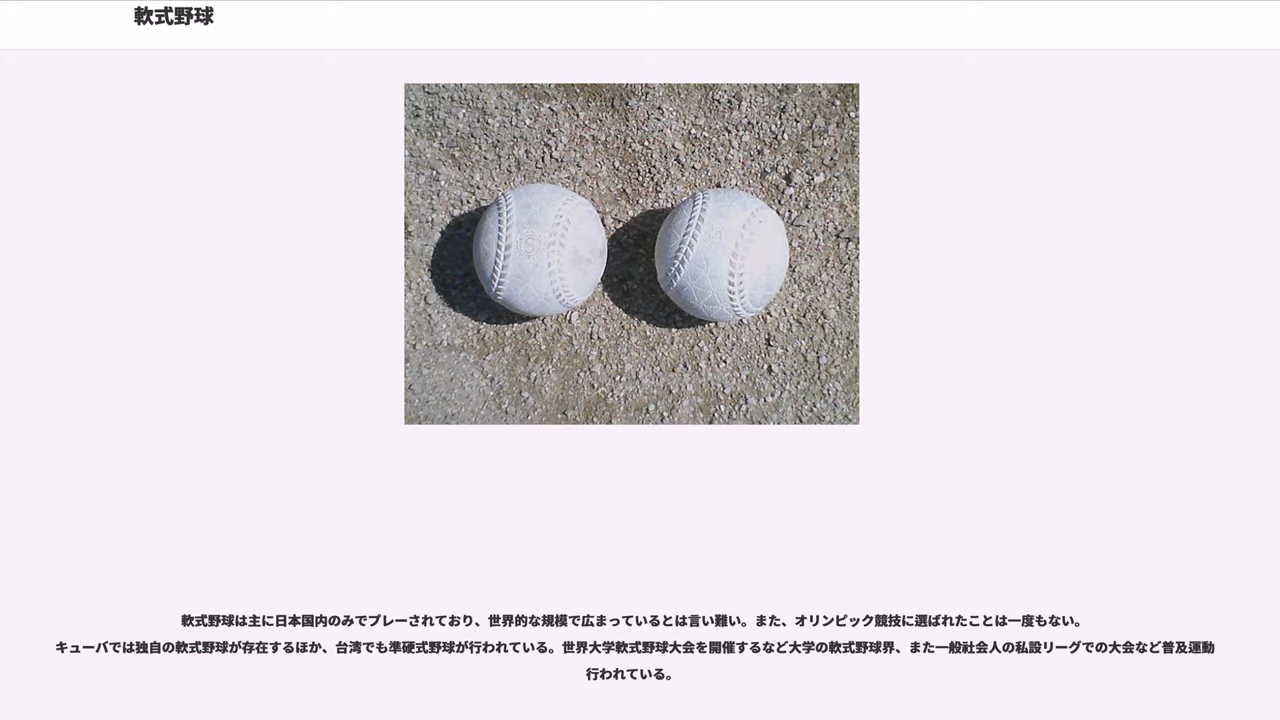 軟式野球
軟式野球は主に日本国内のみでプレーされており、世界的な規模で広まっているとは言い難い。また、オリンピック競技に選ばれたことは一度もない。
キューバでは独自の軟式野球が存在するほか、台湾でも準硬式野球が行われている。世界大学軟式野球大会を開催するなど大学の軟式野球界、また一般社会人の私設リーグでの大会など普及運動
行われている。